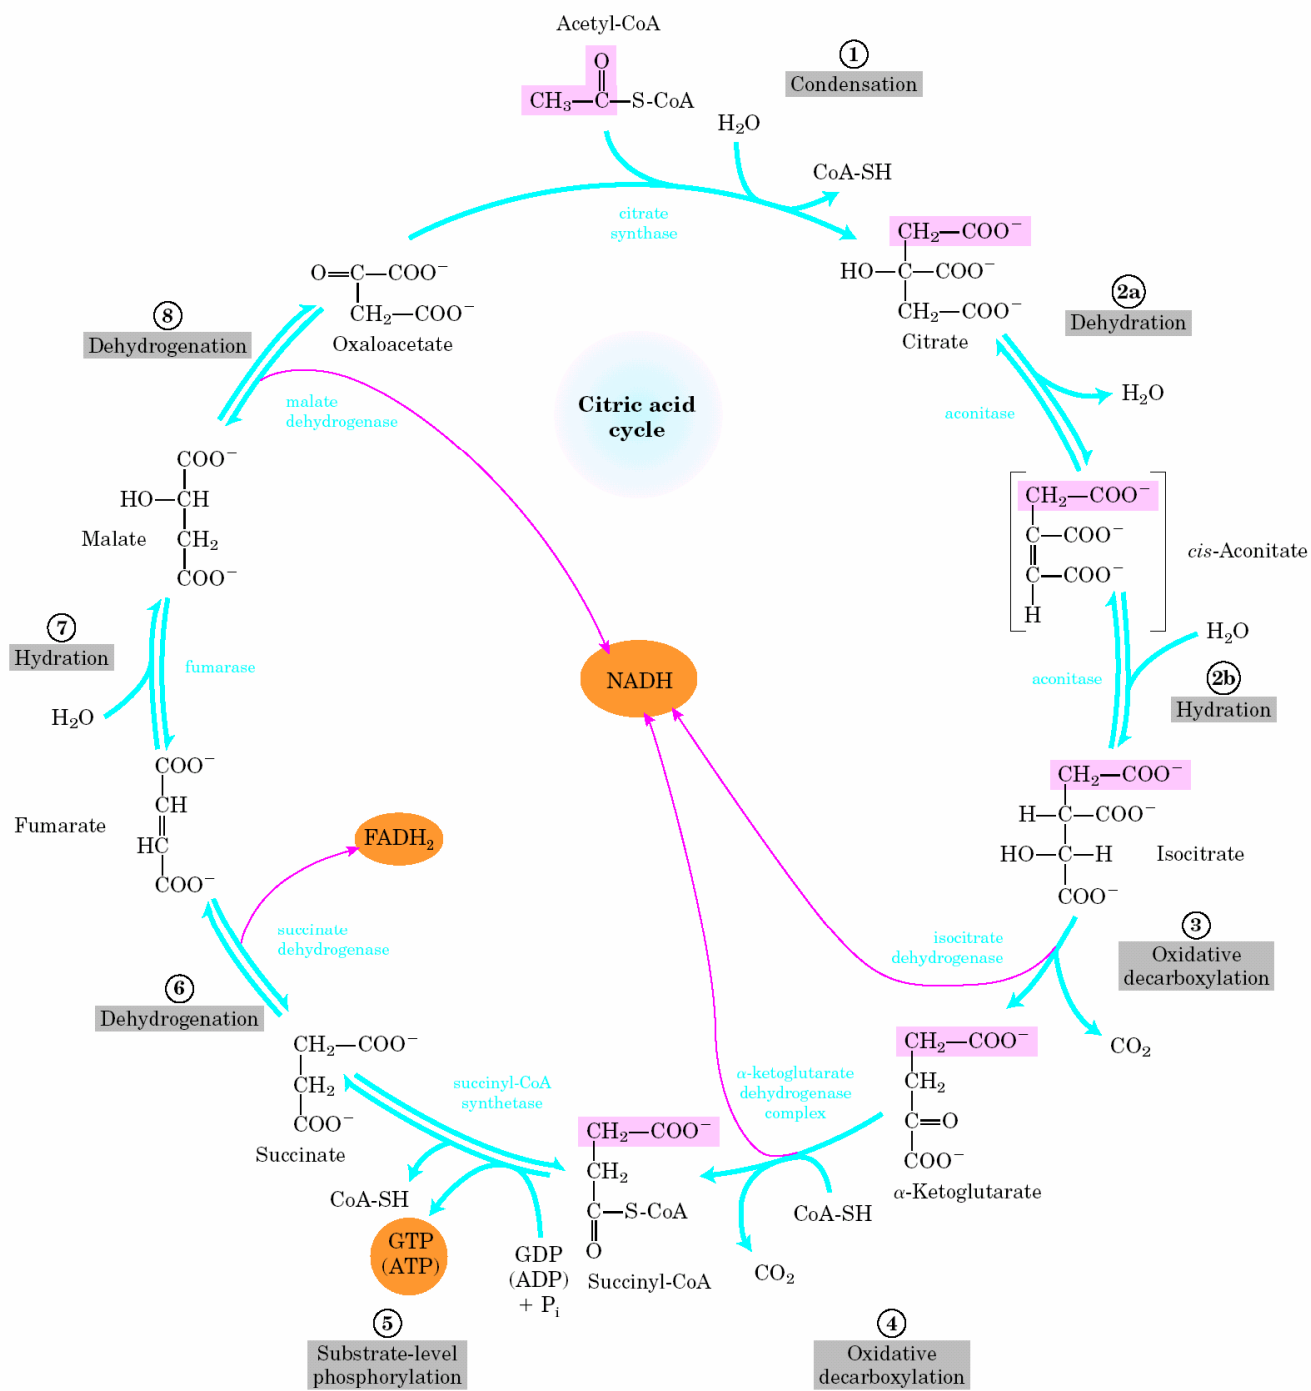 Acetyl-CoA
O
CH₃—C—S-CoA
1
Condensation
H₂O
CoA-SH
citrate
synthase
CH₂—COO⁻
HO—C—COO⁻
CH₂—COO⁻
Citrate
2a
Dehydration
H₂O
aconitase
CH₂—COO⁻
C—COO⁻
C—COO⁻
H
cis-Aconitate
H₂O
aconitase
2b
Hydration
CH₂—COO⁻
H—C—COO⁻
HO—C—H
COO⁻
Isocitrate
3
Oxidative
decarboxylation
isocitrate
dehydrogenase
CO₂
CH₂—COO⁻
CH₂
C=O
COO⁻
α-Ketoglutarate
α-ketoglutarate
dehydrogenase
complex
CoA-SH
CO₂
4
Oxidative
decarboxylation
CH₂—COO⁻
CH₂
C—S-CoA
O
Succinyl-CoA
succinyl-CoA
synthetase
GDP
(ADP)
+ Pᵢ
GTP
(ATP)
CoA-SH
5
Substrate-level
phosphorylation
CH₂—COO⁻
CH₂
COO⁻
Succinate
6
Dehydrogenation
succinate
dehydrogenase
FADH₂
COO⁻
CH
HC
COO⁻
Fumarate
7
Hydration
fumarase
H₂O
COO⁻
HO—CH
CH₂
COO⁻
Malate
8
Dehydrogenation
malate
dehydrogenase
O=C—COO⁻
CH₂—COO⁻
Oxaloacetate
Citric acid
cycle
NADH